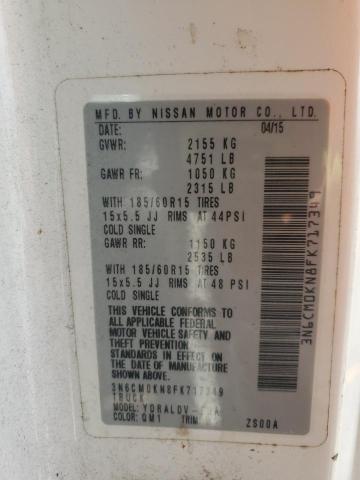 MFD. BY NISSAN MOTOR CO., LTD.
DATE: 04/15
GVWR: 2155 KG
4751 LB
GAWR FR: 1050 KG
2315 LB
WITH 185/60R15 TIRES
15x5.5 JJ RIMS AT 44PSI
COLD SINGLE
GAWR RR: 1150 KG
2535 LB
WITH 185/60R15 TIRES
15x5.5 JJ RIMS AT 48 PSI
COLD SINGLE
THIS VEHICLE CONFORMS TO
ALL APPLICABLE FEDERAL
MOTOR VEHICLE SAFETY AND
THEFT PREVENTION
STANDARDS IN EFFECT ON
THE DATE OF MANUFACTURE
SHOWN ABOVE.
3N6CM0KN8FK717349
TRUCK
MODEL:
COLOR: QM1 TRIM: ZS00A
3N6CM0KN8FK717349